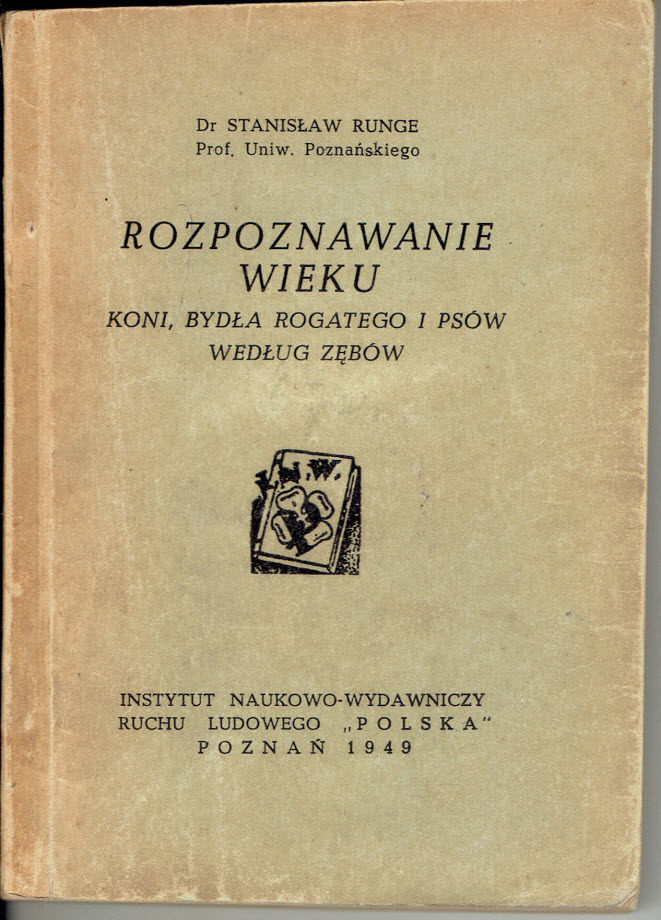 Dr STANISŁAW RUNGE
Prof. Uniw. Poznańskiego
ROZPOZNAWANIE
WIEKU
KONI, BYDŁA ROGATEGO I PSÓW
WEDŁUG ZĘBÓW
I.N.W.
P
INSTYTUT NAUKOWO-WYDAWNICZY
RUCHU LUDOWEGO „POLSKA"
POZNAŃ 1949